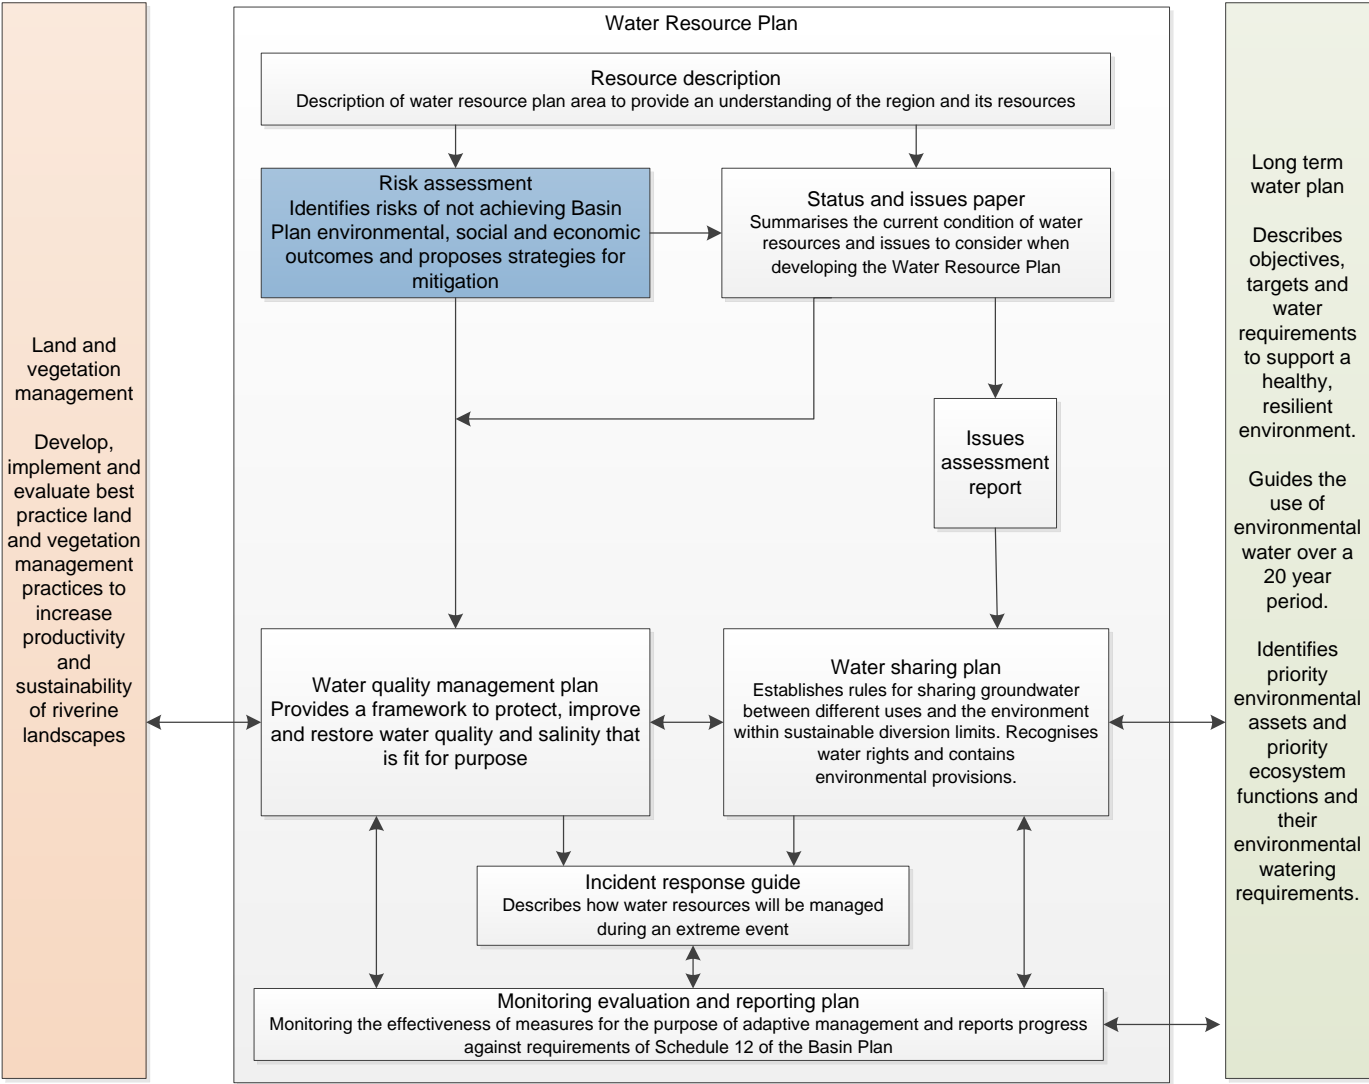 Water Resource Plan
Resource description
Description of water resource plan area to provide an understanding of the region and its resources
Risk assessment
Identifies risks of not achieving Basin
Plan environmental, social and economic
outcomes and proposes strategies for
mitigation
Status and issues paper
Summarises the current condition of water
resources and issues to consider when
developing the Water Resource Plan
Issues
assessment
report
Land and
vegetation
management
Develop,
implement and
evaluate best
practice land
and vegetation
management
practices to
increase
productivity
and
sustainability
of riverine
landscapes
Water quality management plan
Provides a framework to protect, improve
and restore water quality and salinity that
is fit for purpose
Water sharing plan
Establishes rules for sharing groundwater
between different uses and the environment
within sustainable diversion limits. Recognises
water rights and contains
environmental provisions.
Incident response guide
Describes how water resources will be managed
during an extreme event
Monitoring evaluation and reporting plan
Monitoring the effectiveness of measures for the purpose of adaptive management and reports progress
against requirements of Schedule 12 of the Basin Plan
Long term
water plan
Describes
objectives,
targets and
water
requirements
to support a
healthy,
resilient
environment.
Guides the
use of
environmental
water over a
20 year
period.
Identifies
priority
environmental
assets and
priority
ecosystem
functions and
their
environmental
watering
requirements.